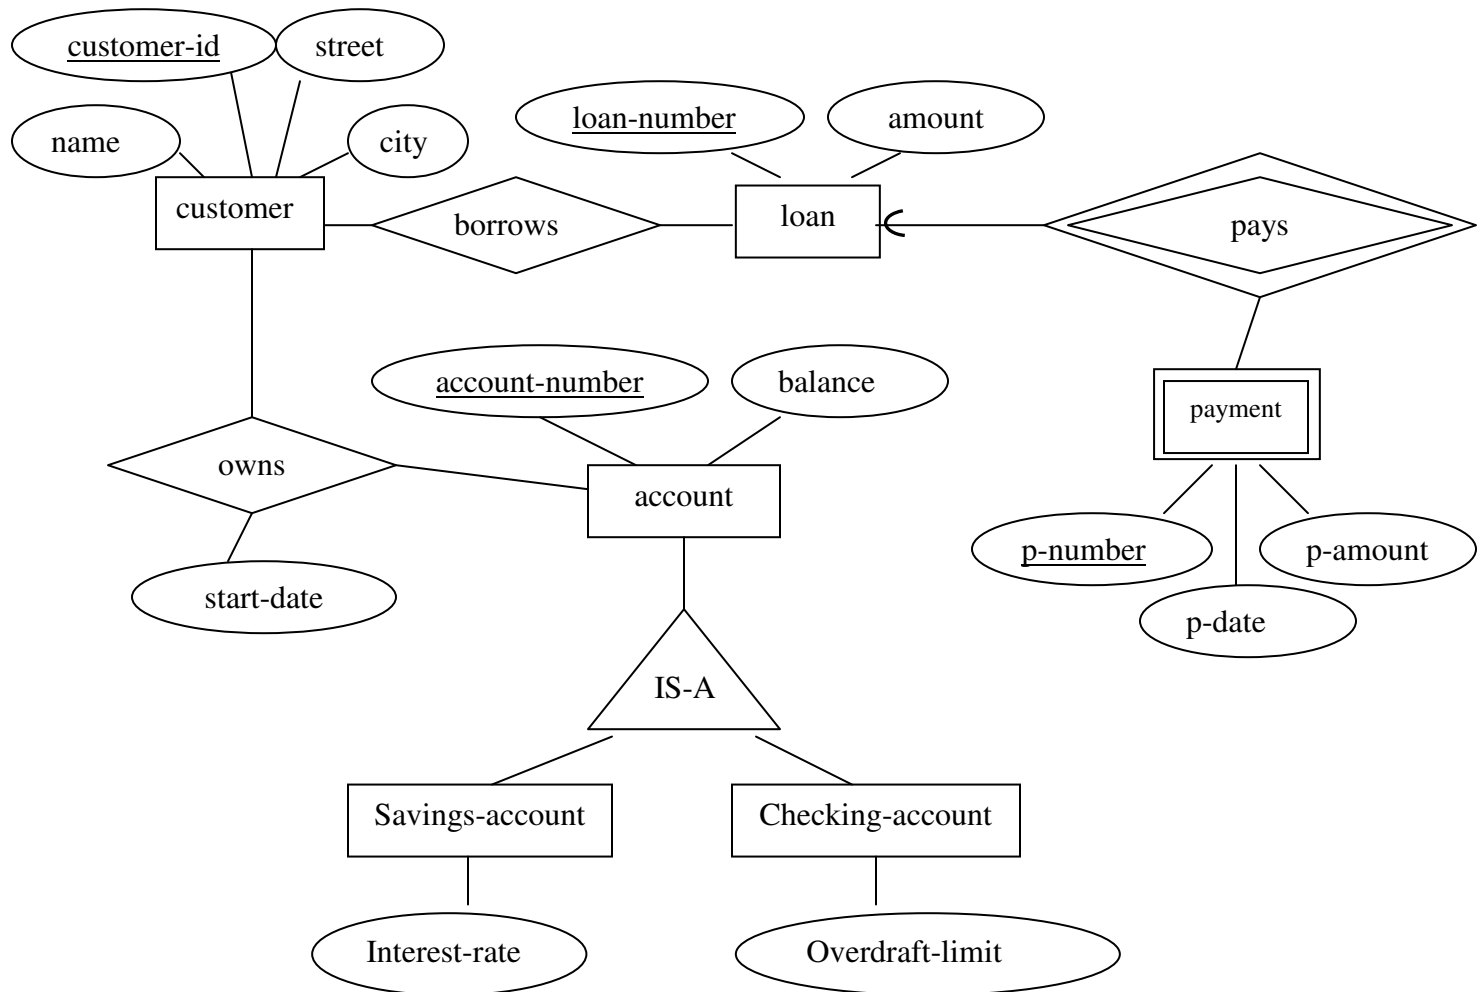 customer-id
street
name
city
loan-number
amount
customer
borrows
loan
pays
account-number
balance
payment
owns
account
p-number
p-amount
start-date
p-date
IS-A
Savings-account
Checking-account
Interest-rate
Overdraft-limit